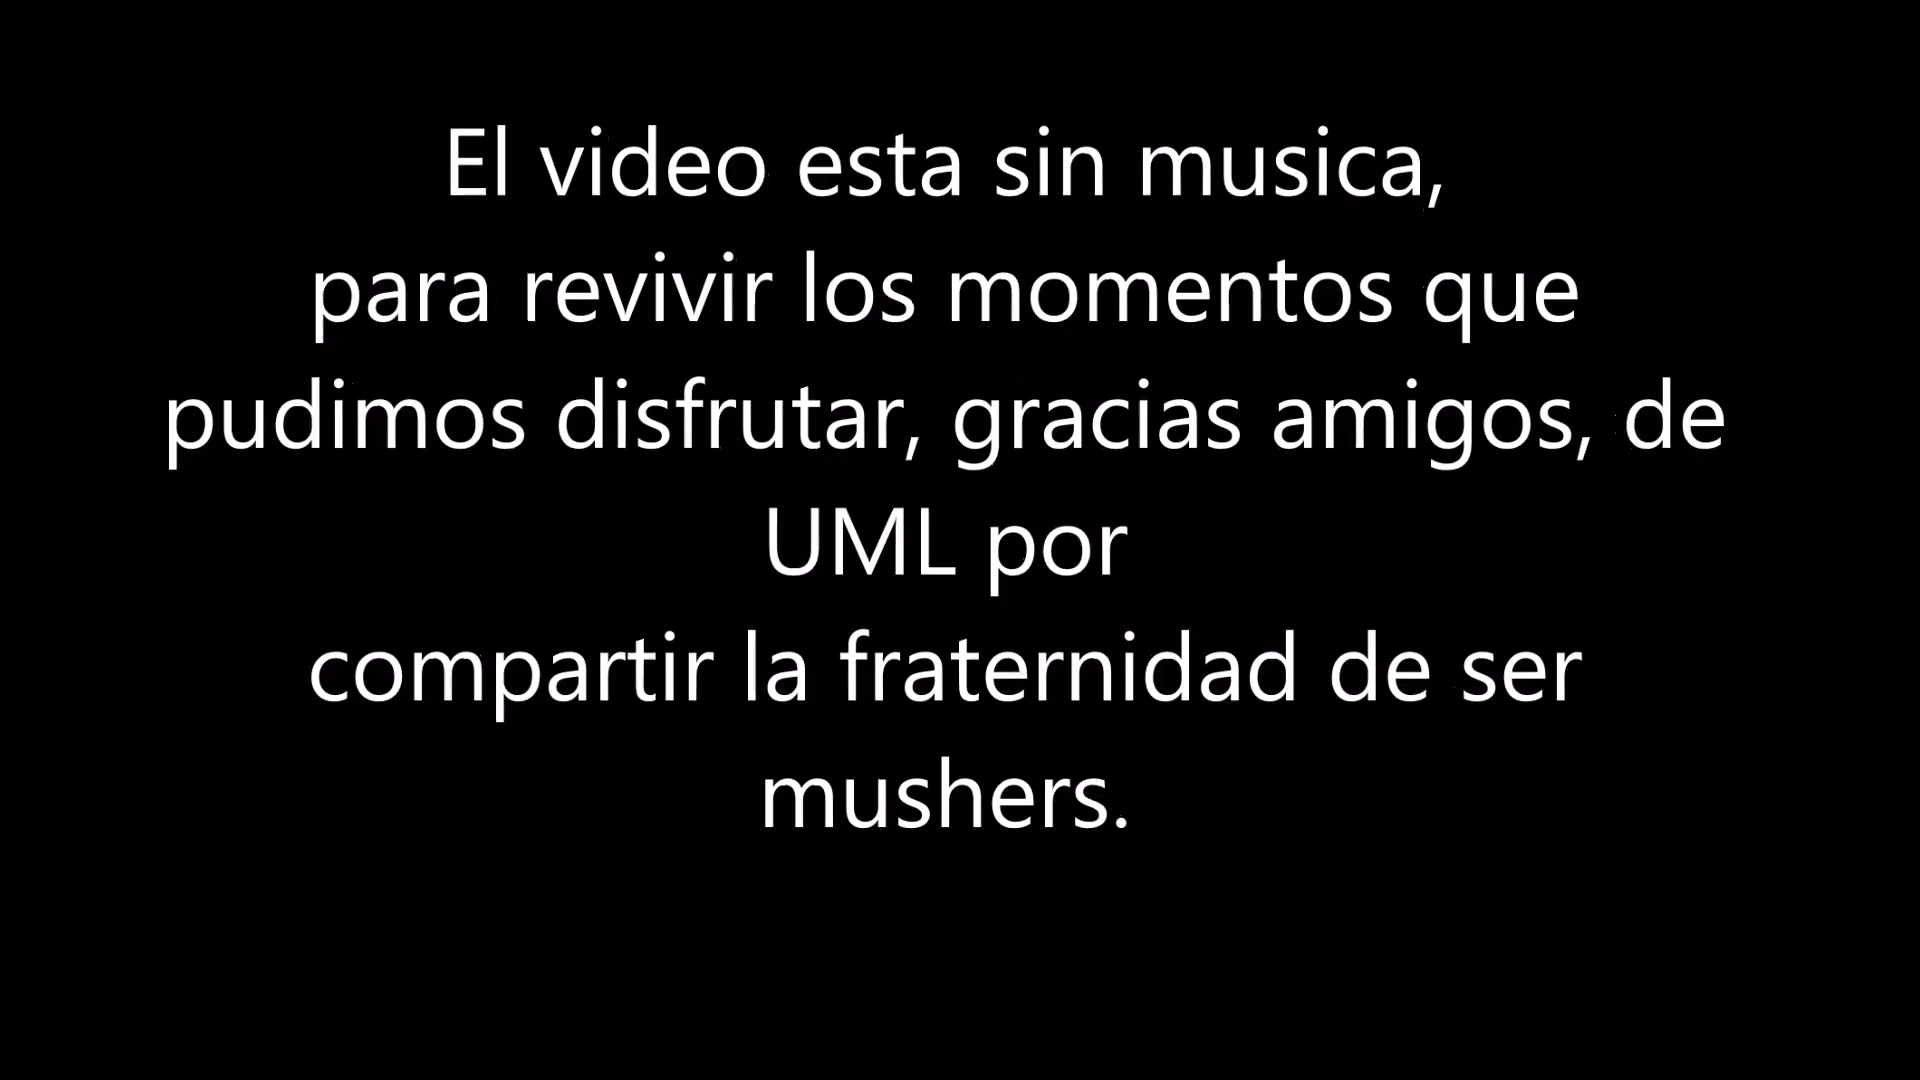 El video esta sin musica,
para revivir los momentos que
pudimos disfrutar, gracias amigos, de
UML por
compartir la fraternidad de ser
mushers.